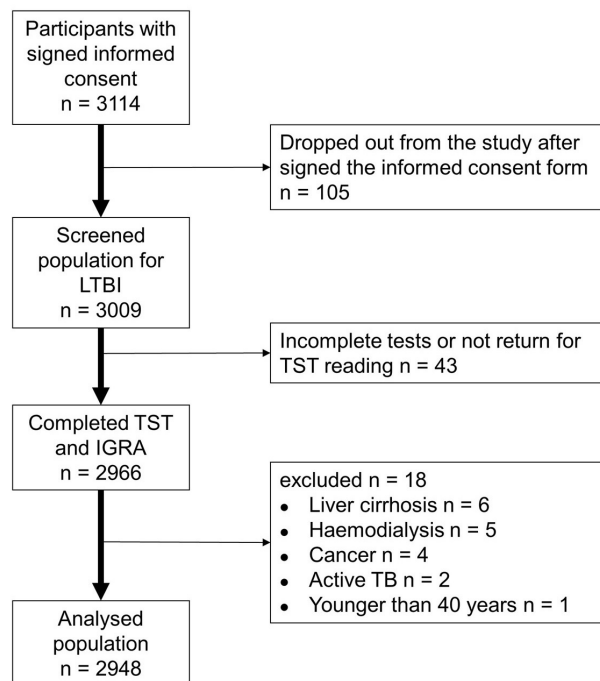 Participants with
signed informed
consent
n = 3114
Dropped out from the study after
signed the informed consent form
n = 105
Screened
population for
LTBI
n = 3009
Incomplete tests or not return for
TST reading n = 43
Completed TST
and IGRA
n = 2966
excluded n = 18
• Liver cirrhosis n = 6
• Haemodialysis n = 5
• Cancer n = 4
• Active TB n = 2
• Younger than 40 years n = 1
Analysed
population
n = 2948